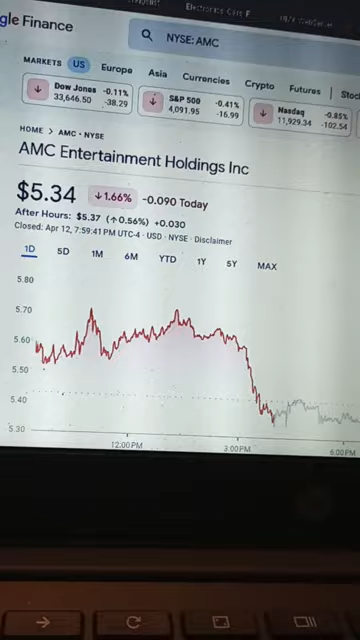 gle Finance
NYSE:AMC
MARKETS US Europe Asia Currencies Crypto Futures
Dow Jones -0.11%
33,646.50 -38.29
S&P 500 -0.41%
4,091.95 -16.99
Nasdaq -0.85%
11,929.34 -102.54
HOME > AMC • NYSE
AMC Entertainment Holdings Inc
$5.34 ↓1.66% -0.090 Today
After Hours: $5.37 (↑0.56%) +0.030
Closed: Apr 12, 7:59:41 PM UTC-4 · USD · NYSE · Disclaimer
1D 5D 1M 6M YTD 1Y 5Y MAX
5.80
5.70
5.60
5.50
5.40
5.30
12:00 PM 3:00 PM 6:00 PM